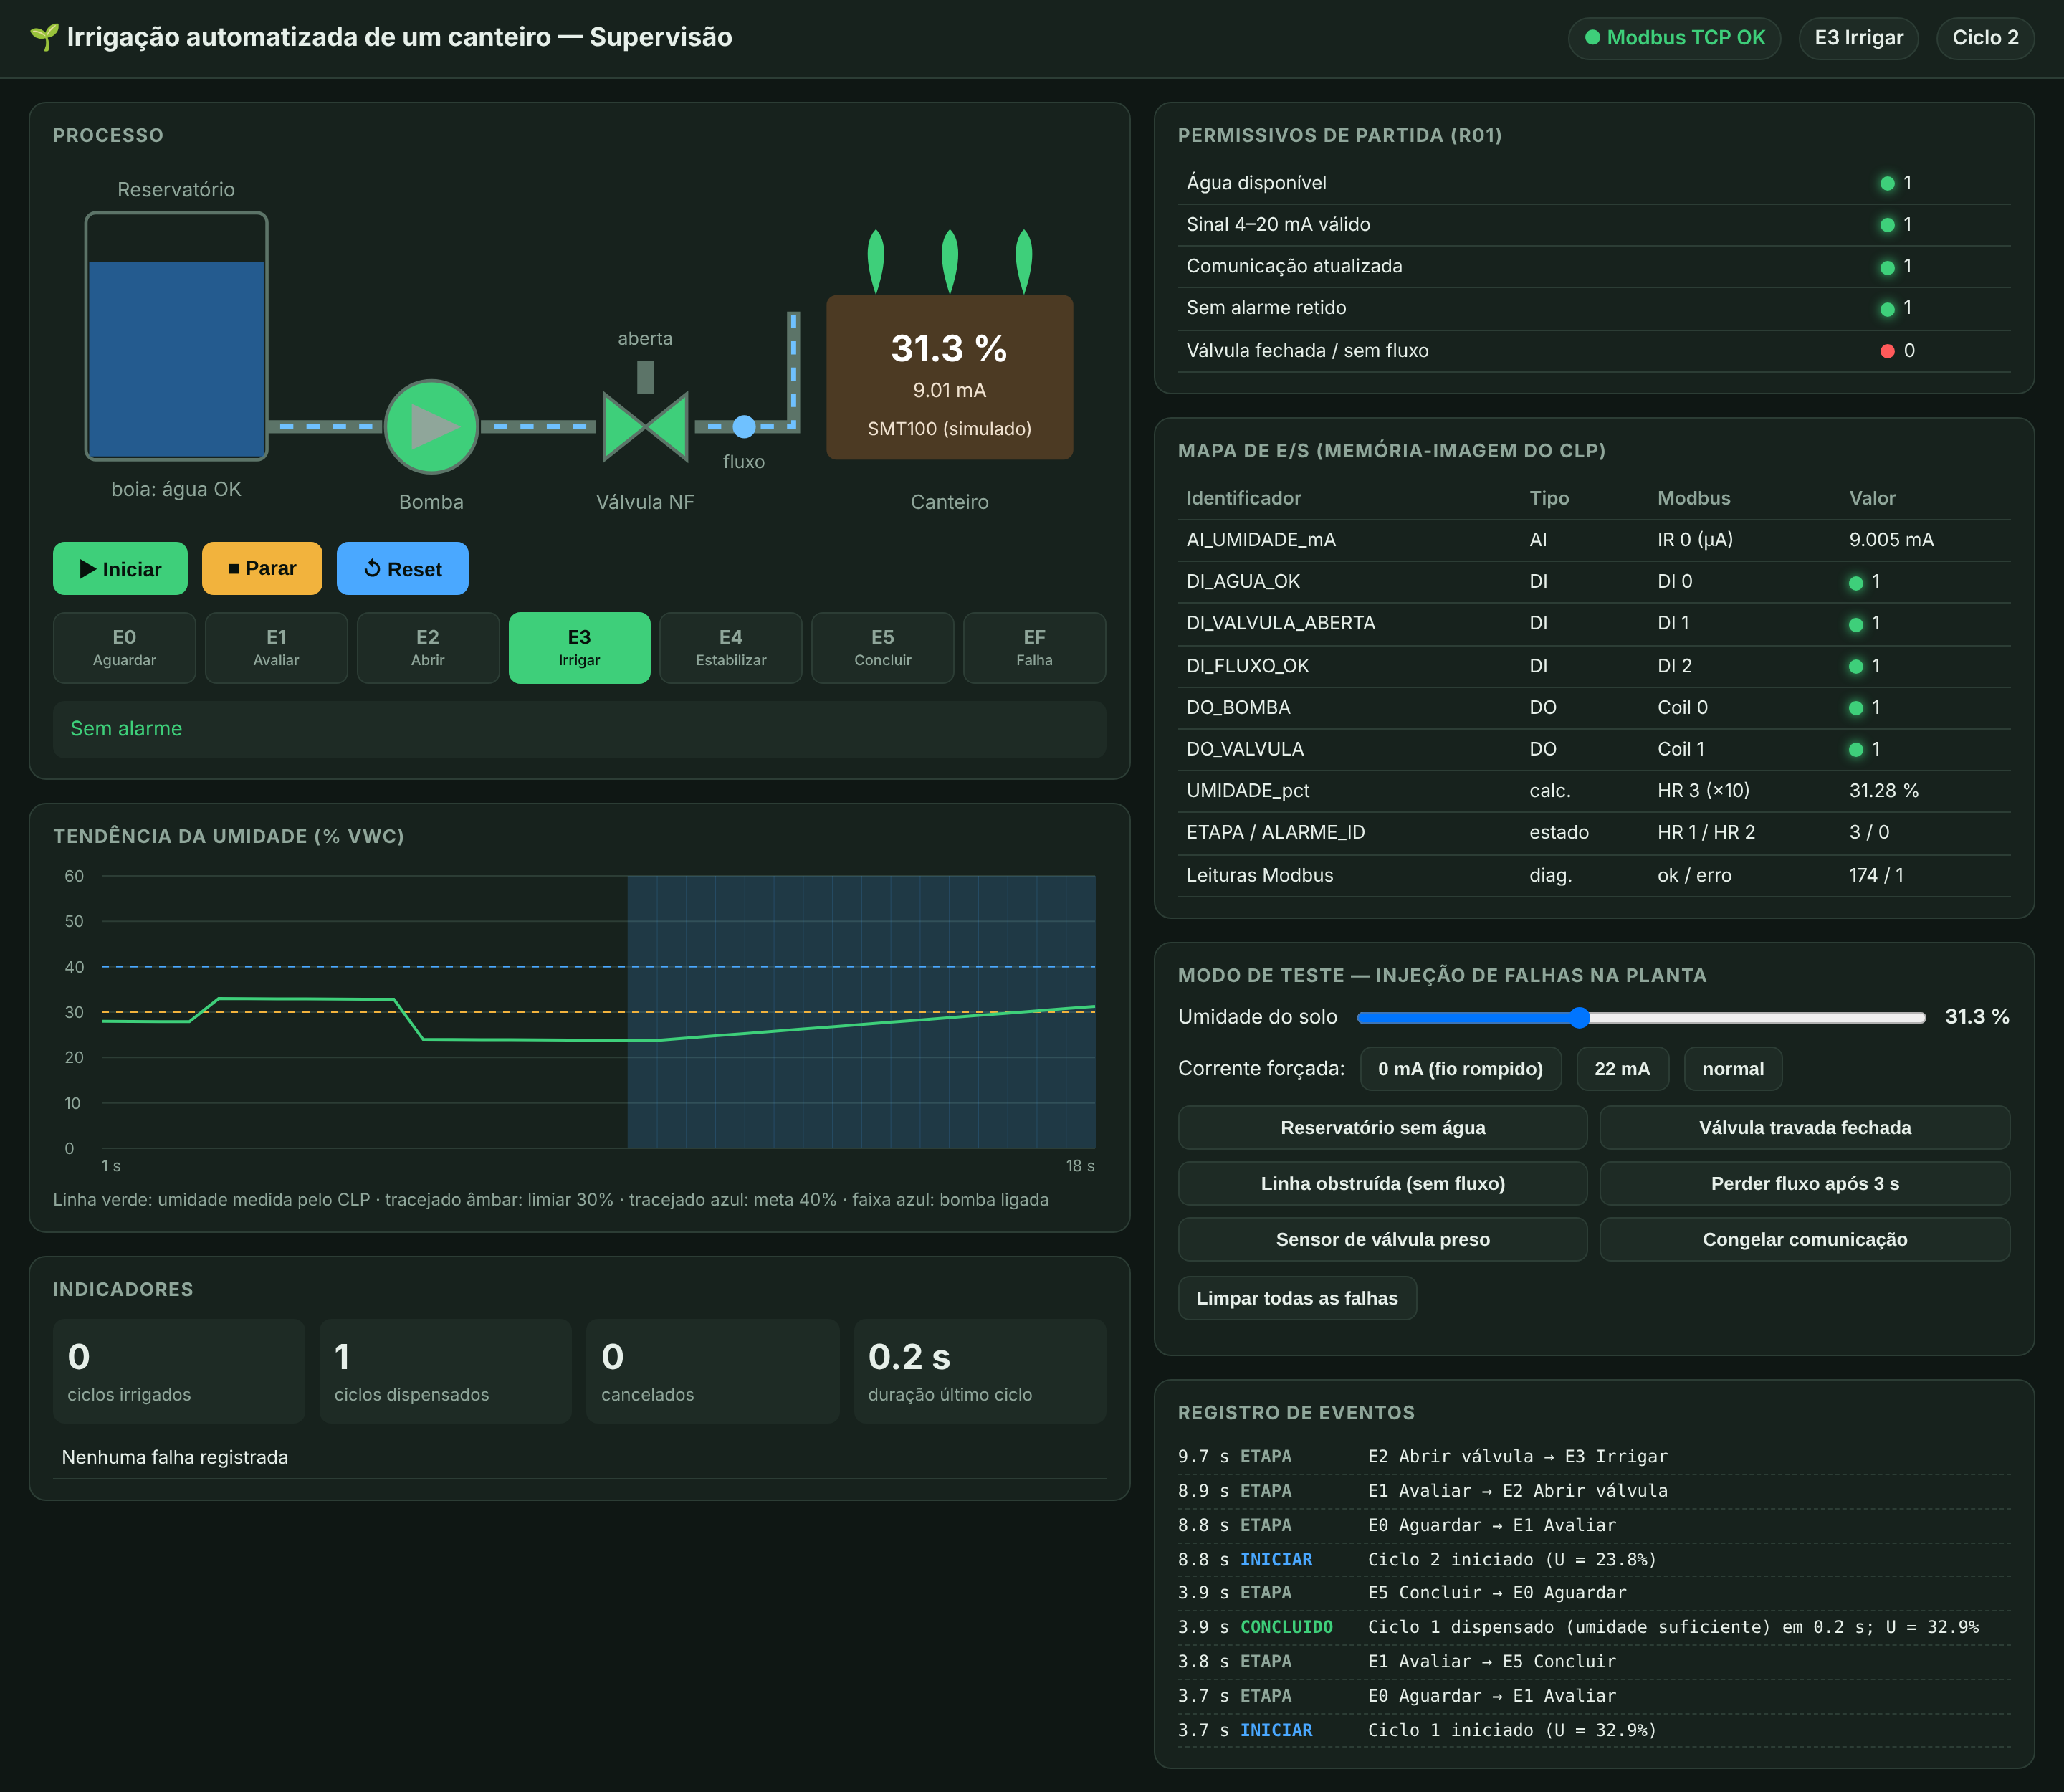 🌱 Irrigação automatizada de um canteiro — Supervisão
● Modbus TCP OK
E3 Irrigar
Ciclo 2
PROCESSO
Reservatório
boia: água OK
Bomba
aberta
Válvula NF
fluxo
31.3 %
9.01 mA
SMT100 (simulado)
Canteiro
▶ Iniciar
■ Parar
↺ Reset
E0
Aguardar
E1
Avaliar
E2
Abrir
E3
Irrigar
E4
Estabilizar
E5
Concluir
EF
Falha
Sem alarme
TENDÊNCIA DA UMIDADE (% VWC)
60
50
40
30
20
10
0
1 s
18 s
Linha verde: umidade medida pelo CLP · tracejado âmbar: limiar 30% · tracejado azul: meta 40% · faixa azul: bomba ligada
INDICADORES
0
ciclos irrigados
1
ciclos dispensados
0
cancelados
0.2 s
duração último ciclo
Nenhuma falha registrada
PERMISSIVOS DE PARTIDA (R01)
Água disponível 1
Sinal 4–20 mA válido 1
Comunicação atualizada 1
Sem alarme retido 1
Válvula fechada / sem fluxo 0
MAPA DE E/S (MEMÓRIA-IMAGEM DO CLP)
Identificador Tipo Modbus Valor
AI_UMIDADE_mA AI IR 0 (µA) 9.005 mA
DI_AGUA_OK DI DI 0 1
DI_VALVULA_ABERTA DI DI 1 1
DI_FLUXO_OK DI DI 2 1
DO_BOMBA DO Coil 0 1
DO_VALVULA DO Coil 1 1
UMIDADE_pct calc. HR 3 (×10) 31.28 %
ETAPA / ALARME_ID estado HR 1 / HR 2 3 / 0
Leituras Modbus diag. ok / erro 174 / 1
MODO DE TESTE — INJEÇÃO DE FALHAS NA PLANTA
Umidade do solo 31.3 %
Corrente forçada: 0 mA (fio rompido) 22 mA normal
Reservatório sem água
Válvula travada fechada
Linha obstruída (sem fluxo)
Perder fluxo após 3 s
Sensor de válvula preso
Congelar comunicação
Limpar todas as falhas
REGISTRO DE EVENTOS
9.7 s ETAPA E2 Abrir válvula → E3 Irrigar
8.9 s ETAPA E1 Avaliar → E2 Abrir válvula
8.8 s ETAPA E0 Aguardar → E1 Avaliar
8.8 s INICIAR Ciclo 2 iniciado (U = 23.8%)
3.9 s ETAPA E5 Concluir → E0 Aguardar
3.9 s CONCLUIDO Ciclo 1 dispensado (umidade suficiente) em 0.2 s; U = 32.9%
3.8 s ETAPA E1 Avaliar → E5 Concluir
3.7 s ETAPA E0 Aguardar → E1 Avaliar
3.7 s INICIAR Ciclo 1 iniciado (U = 32.9%)